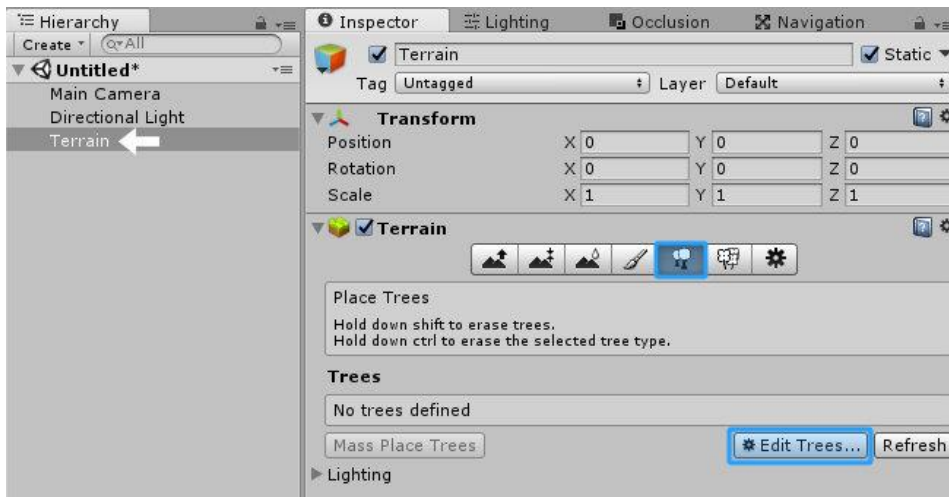 Hierarchy
Create
All
Untitled*
Main Camera
Directional Light
Terrain
Inspector Lighting Occlusion Navigation
Terrain Static
Tag Untagged Layer Default
Transform
Position X 0 Y 0 Z 0
Rotation X 0 Y 0 Z 0
Scale X 1 Y 1 Z 1
Terrain
Place Trees
Hold down shift to erase trees.
Hold down ctrl to erase the selected tree type.
Trees
No trees defined
Mass Place Trees Edit Trees... Refresh
Lighting